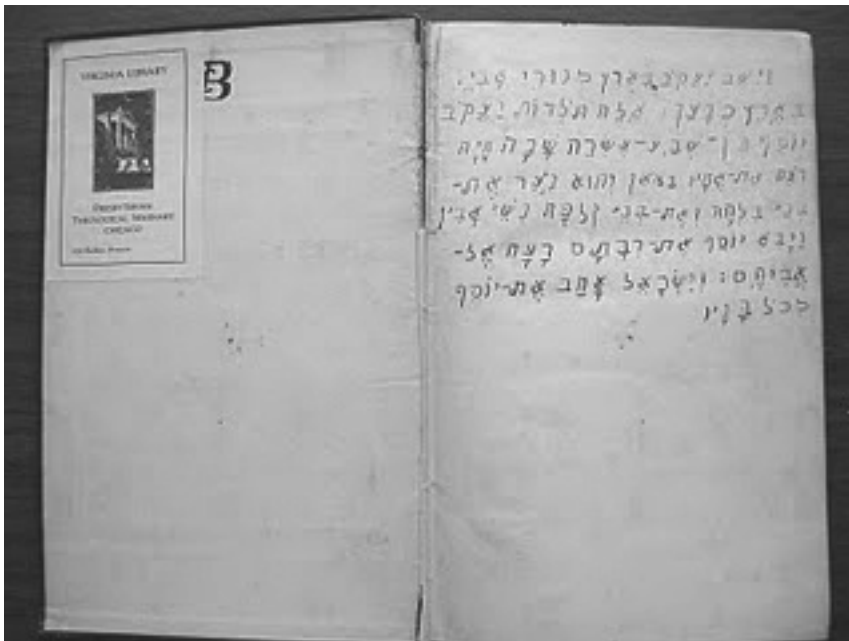 VIRGINIA LIBRARY
PRESBYTERIAN
THEOLOGICAL SEMINARY
CHICAGO
B
וישב יעקב בארץ מגורי אביו
בארץ כנען׃ אלה תלדות יעקב
יוסף בן־שבע־עשרה שנה היה
רעה את־אחיו בצאן והוא נער את־
בני בלהה ואת־בני זלפה נשי אביו
ויבא יוסף את־דבתם רעה אל־
אביהם׃ וישראל אהב את־יוסף
מכל בניו